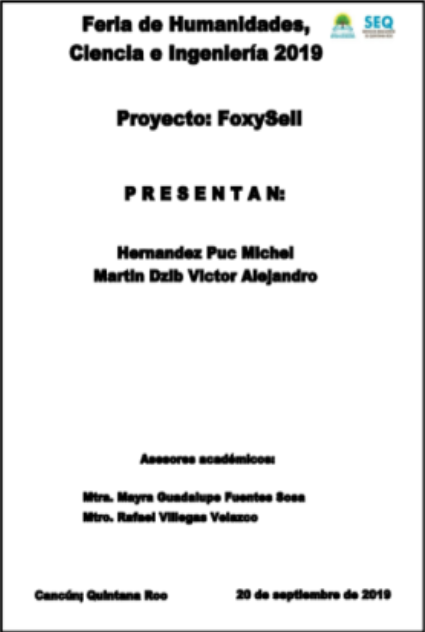 Feria de Humanidades,
Ciencia e Ingeniería 2019
SEQ
Proyecto: FoxySell
P R E S E N T A N:
Hernandez Puc Michel
Martin Dzib Victor Alejandro
Asesores académicos:
Mtra. Mayra Guadalupe Fuentes Sosa
Mtro. Rafael Villegas Velazco
Cancún; Quintana Roo
20 de septiembre de 2019